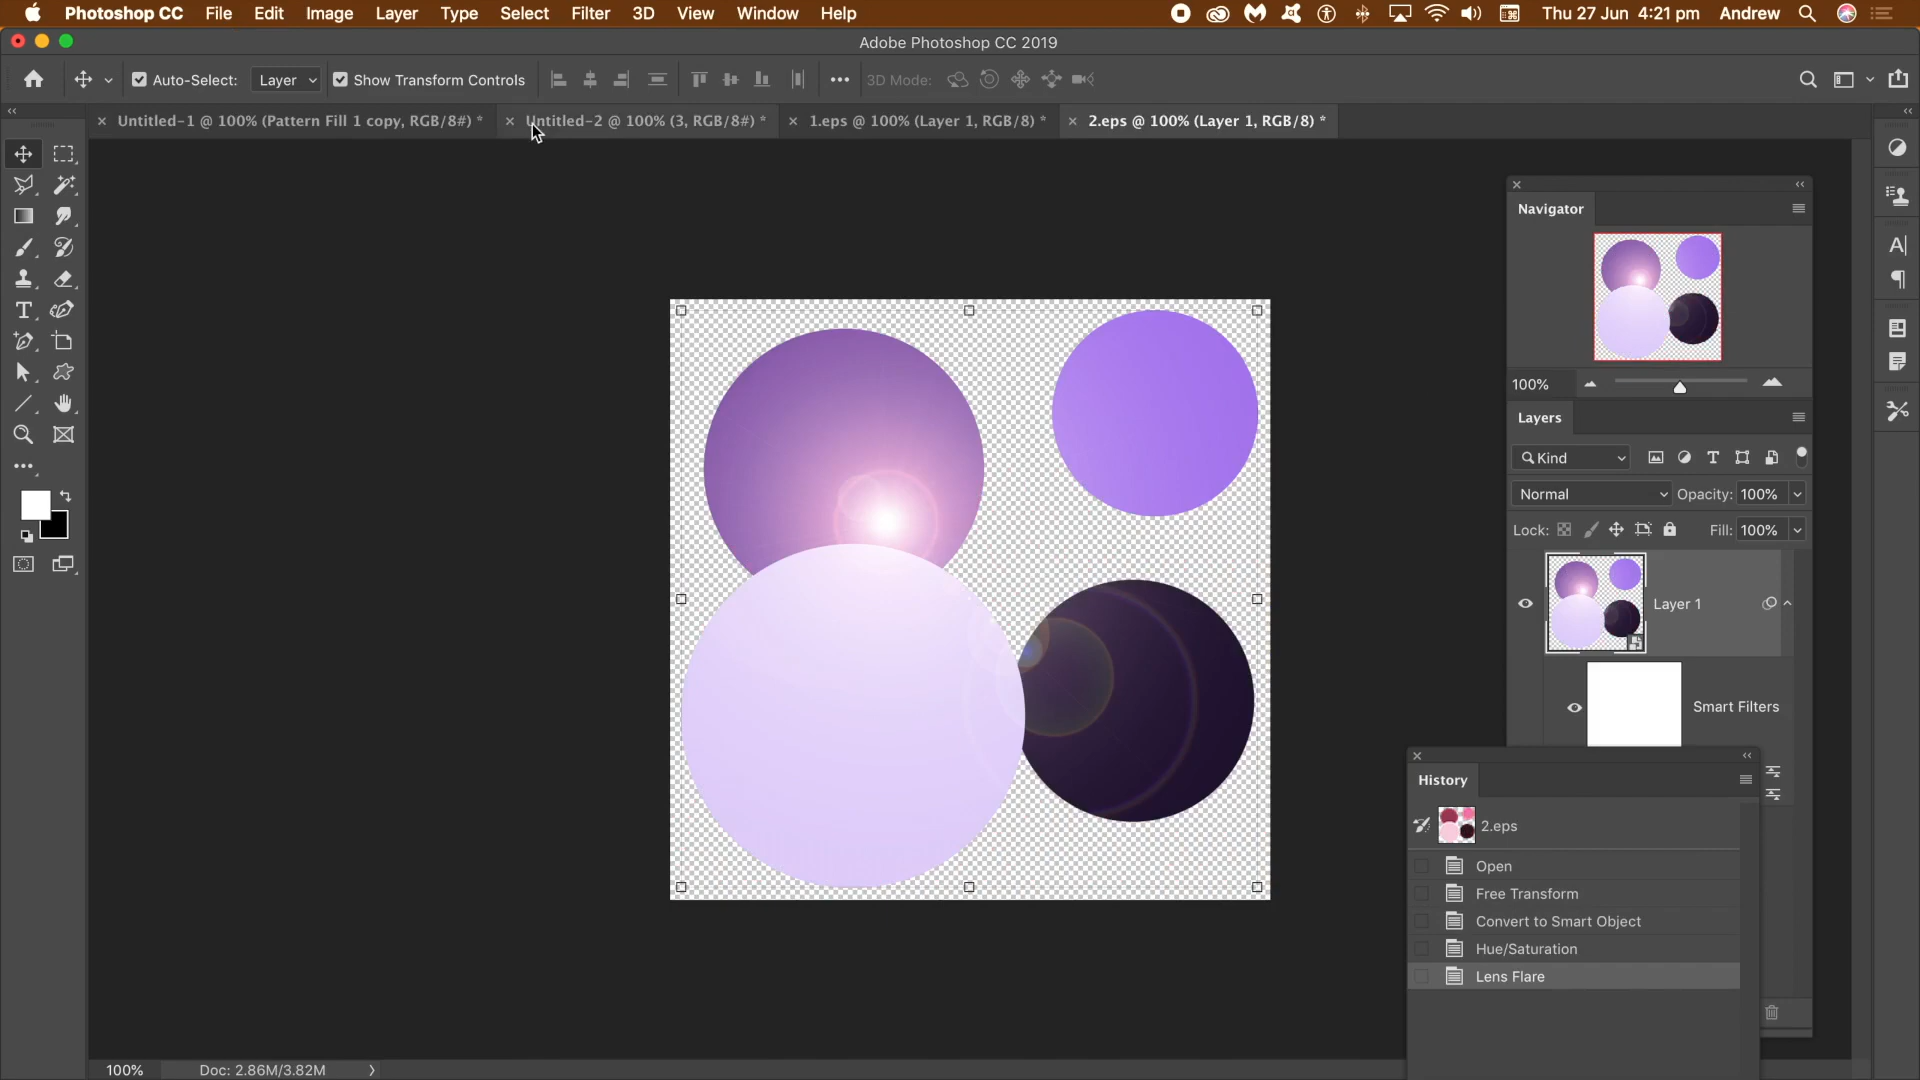 Photoshop CC File Edit Image Layer Type Select Filter 3D View Window Help Thu 27 Jun 4:21 pm Andrew
Adobe Photoshop CC 2019
Auto-Select: Layer Show Transform Controls 3D Mode:
Untitled-1 @ 100% (Pattern Fill 1 copy, RGB/8#) * Untitled-2 @ 100% (3, RGB/8#) * 1.eps @ 100% (Layer 1, RGB/8) * 2.eps @ 100% (Layer 1, RGB/8) *
Navigator
100%
Layers
Kind
Normal Opacity: 100%
Lock: Fill: 100%
Layer 1
Smart Filters
History
2.eps
Open
Free Transform
Convert to Smart Object
Hue/Saturation
Lens Flare
100% Doc: 2.86M/3.82M